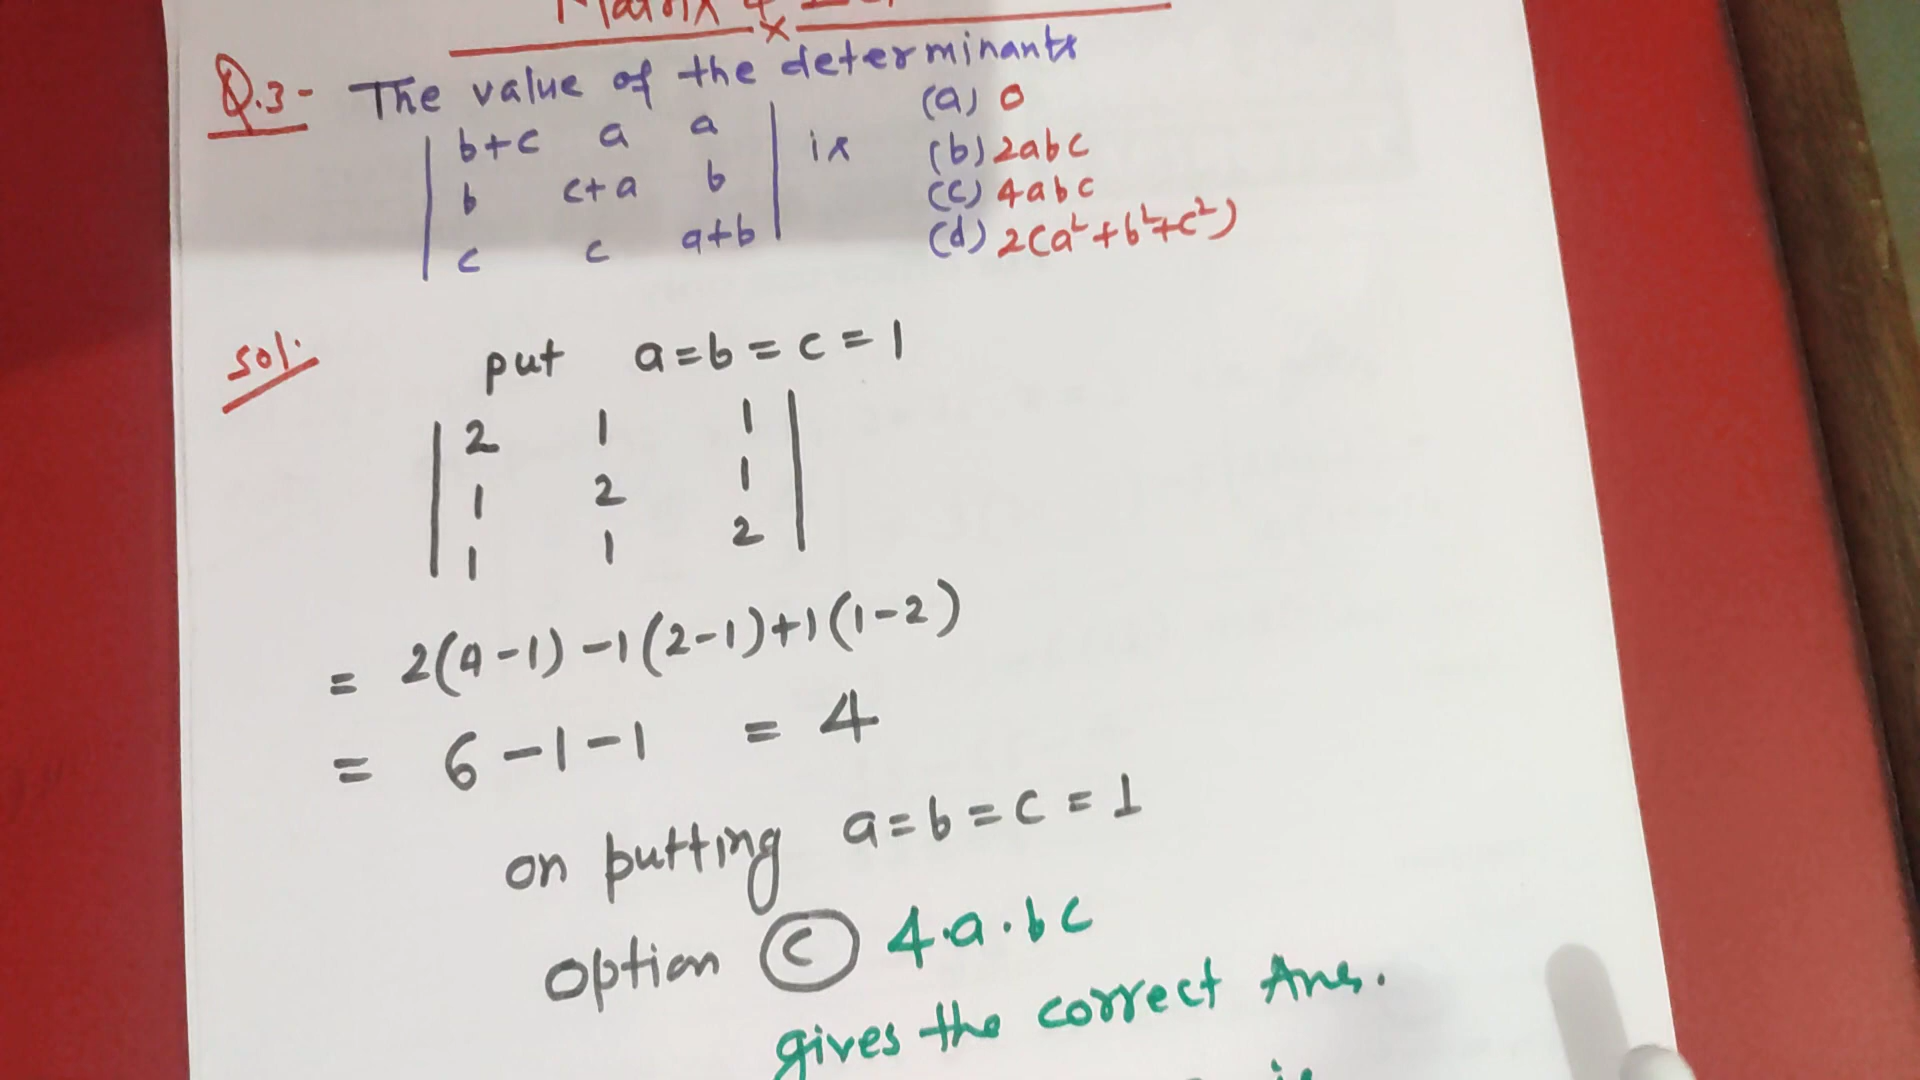 Matrix &
x
Q.3- The value of the determinants
| b+c a a | is (a) 0
| b c+a b | (b) 2abc
| c c a+b | (c) 4abc
(d) 2(a²+b²+c²)
Sol. put a=b=c=1
| 2 1 1 |
| 1 2 1 |
| 1 1 2 |
= 2(4-1)-1(2-1)+1(1-2)
= 6-1-1 = 4
on putting a=b=c=1
option (C) 4.a.bc
gives the correct Ans.